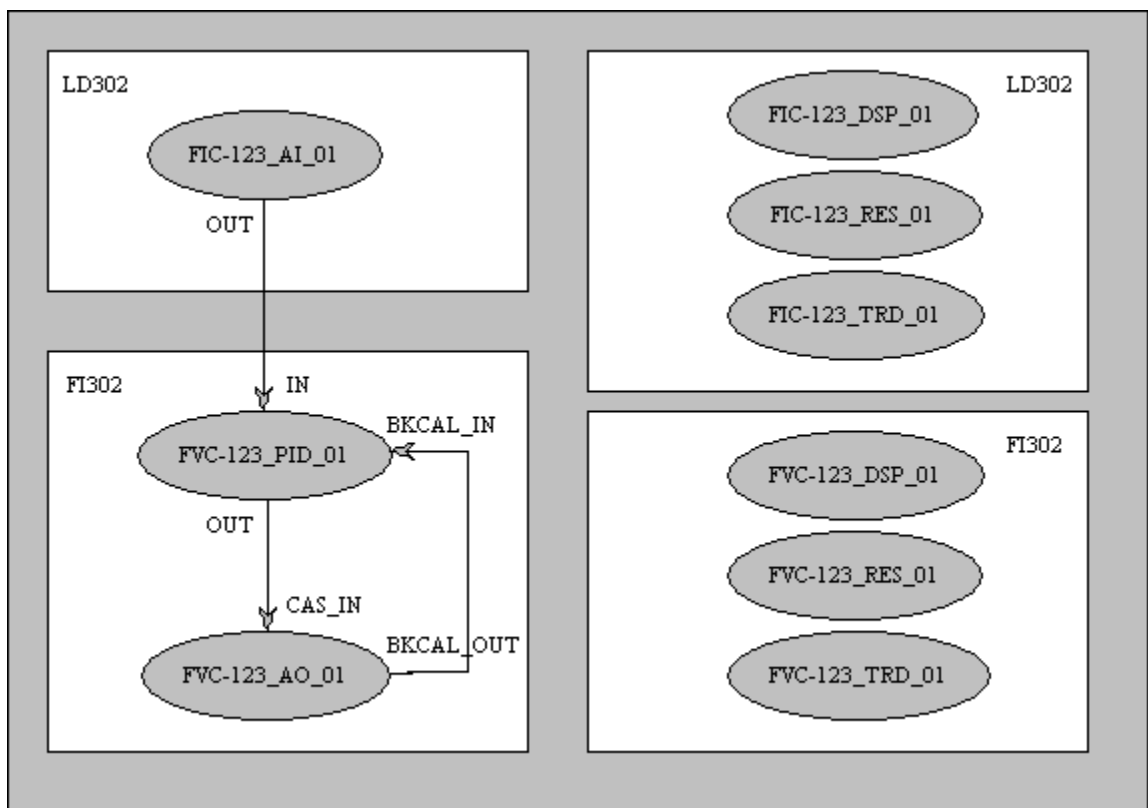 LD302
FIC-123_AI_01
OUT
FI302
IN
BKCAL_IN
FVC-123_PID_01
OUT
CAS_IN
BKCAL_OUT
FVC-123_AO_01
LD302
FIC-123_DSP_01
FIC-123_RES_01
FIC-123_TRD_01
FI302
FVC-123_DSP_01
FVC-123_RES_01
FVC-123_TRD_01